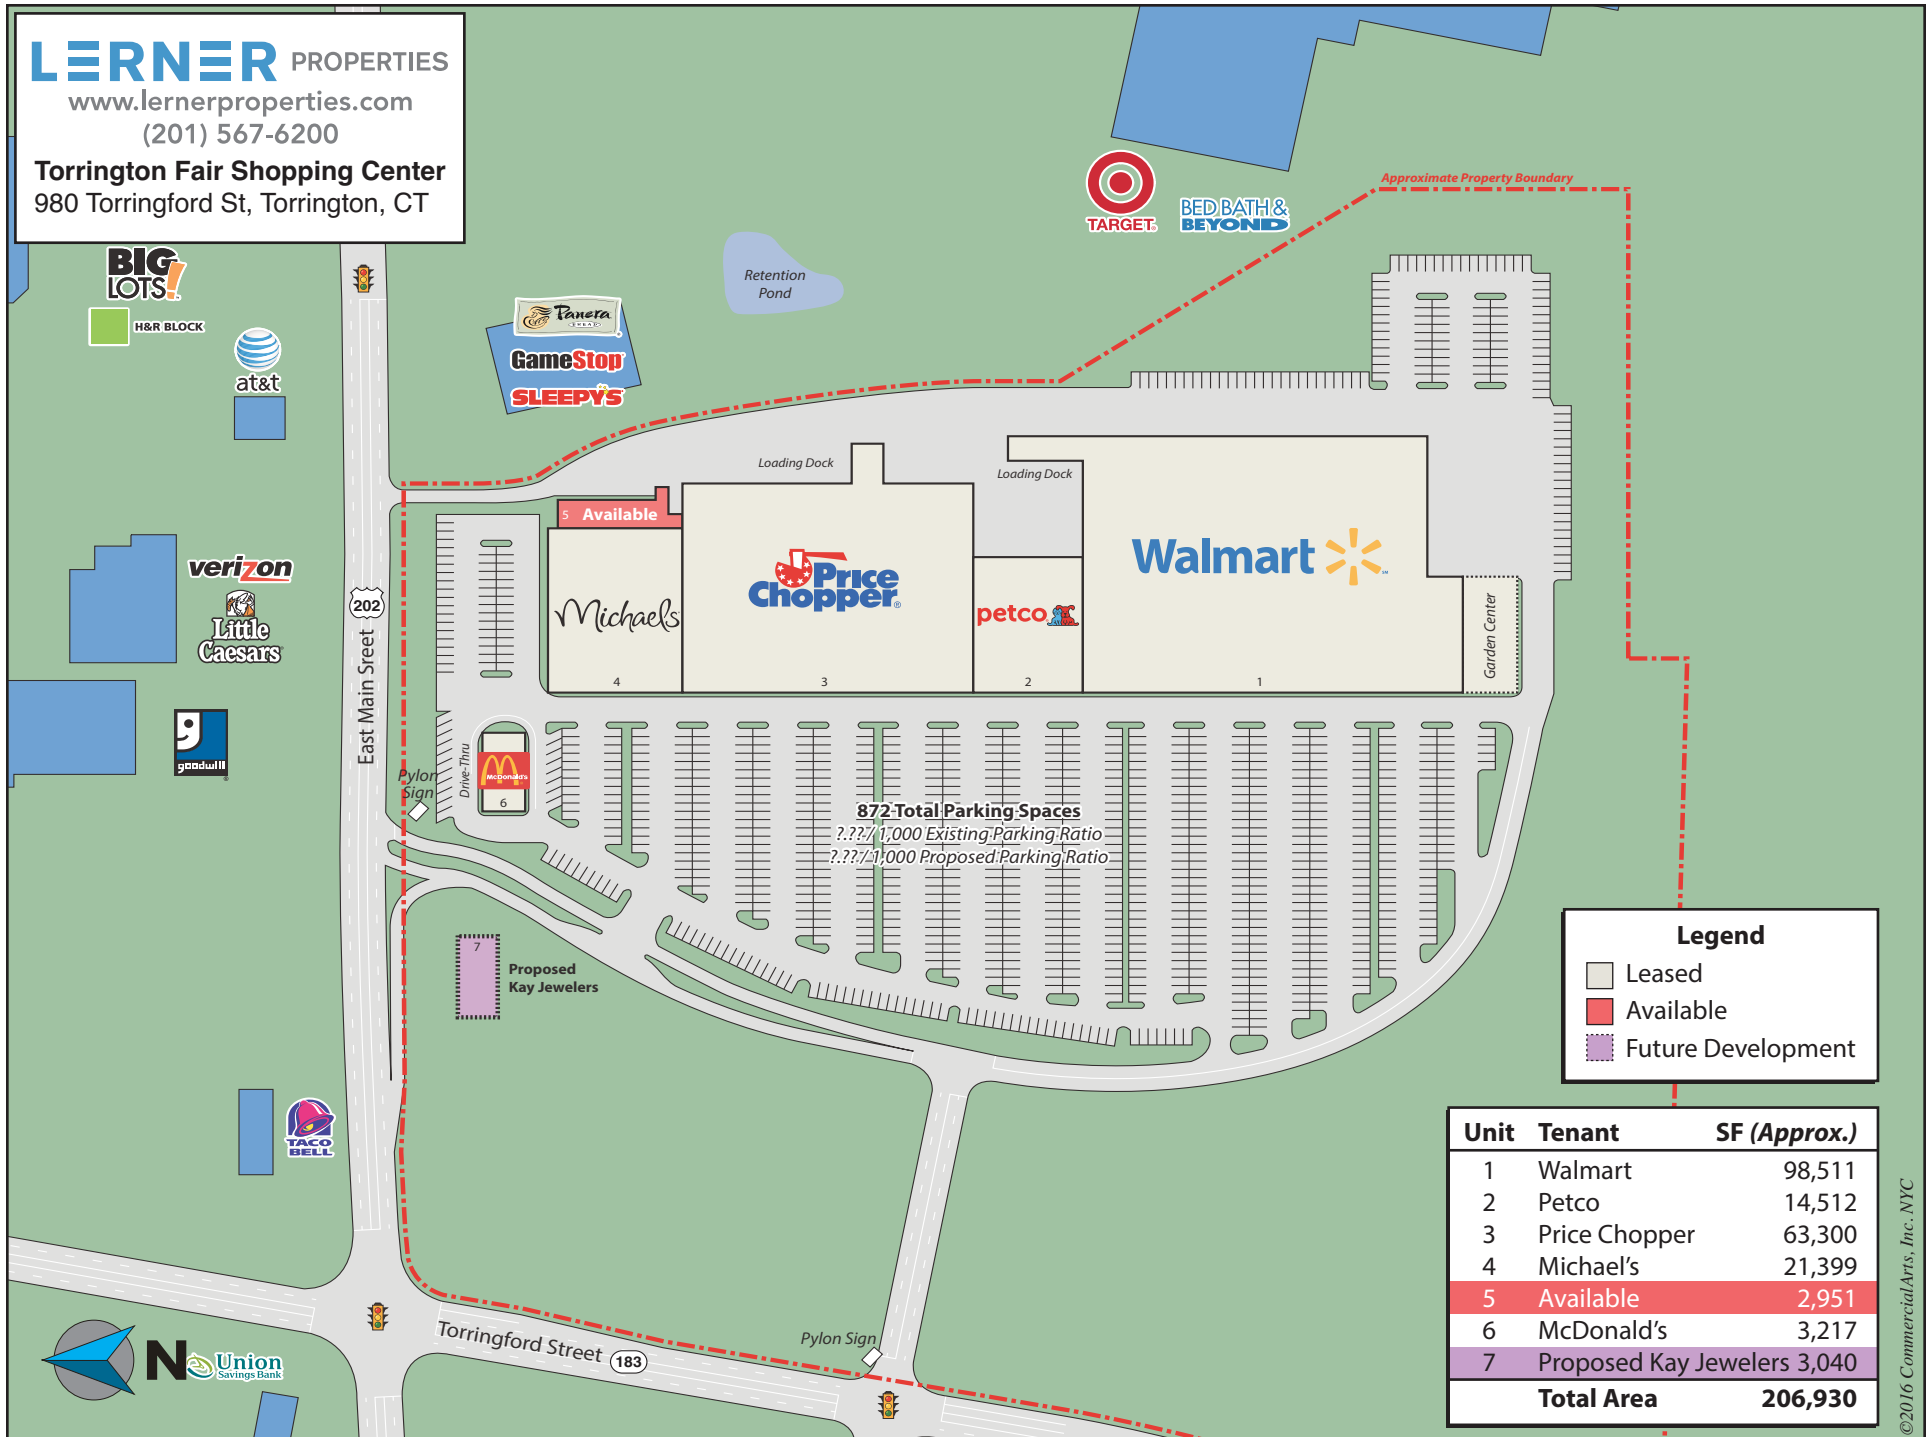 LERNER PROPERTIES
www.lernerproperties.com
(201) 567-6200
Torrington Fair Shopping Center
980 Torringford St, Torrington, CT
BIG
LOTS!
H&R BLOCK
at&t
Panera
BREAD
GameStop
SLEEPY'S
Retention
Pond
TARGET
BED BATH &
BEYOND
Approximate Property Boundary
Loading Dock
Loading Dock
5 Available
Michaels
4
Price
Chopper
3
petco
2
Walmart
1
Garden Center
verizon
Little
Caesars
goodwill
202
East Main Sreet
Pylon
Sign
Drive-Thru
McDonald's
6
872 Total Parking Spaces
?.?? / 1,000 Existing Parking Ratio
?.?? / 1,000 Proposed Parking Ratio
7
Proposed
Kay Jewelers
TACO
BELL
Legend
Leased
Available
Future Development
Unit Tenant SF (Approx.)
1 Walmart 98,511
2 Petco 14,512
3 Price Chopper 63,300
4 Michael's 21,399
5 Available 2,951
6 McDonald's 3,217
7 Proposed Kay Jewelers 3,040
Total Area 206,930
N
Union
Savings Bank
Torringford Street 183
Pylon Sign
©2016 CommercialArts, Inc. NYC